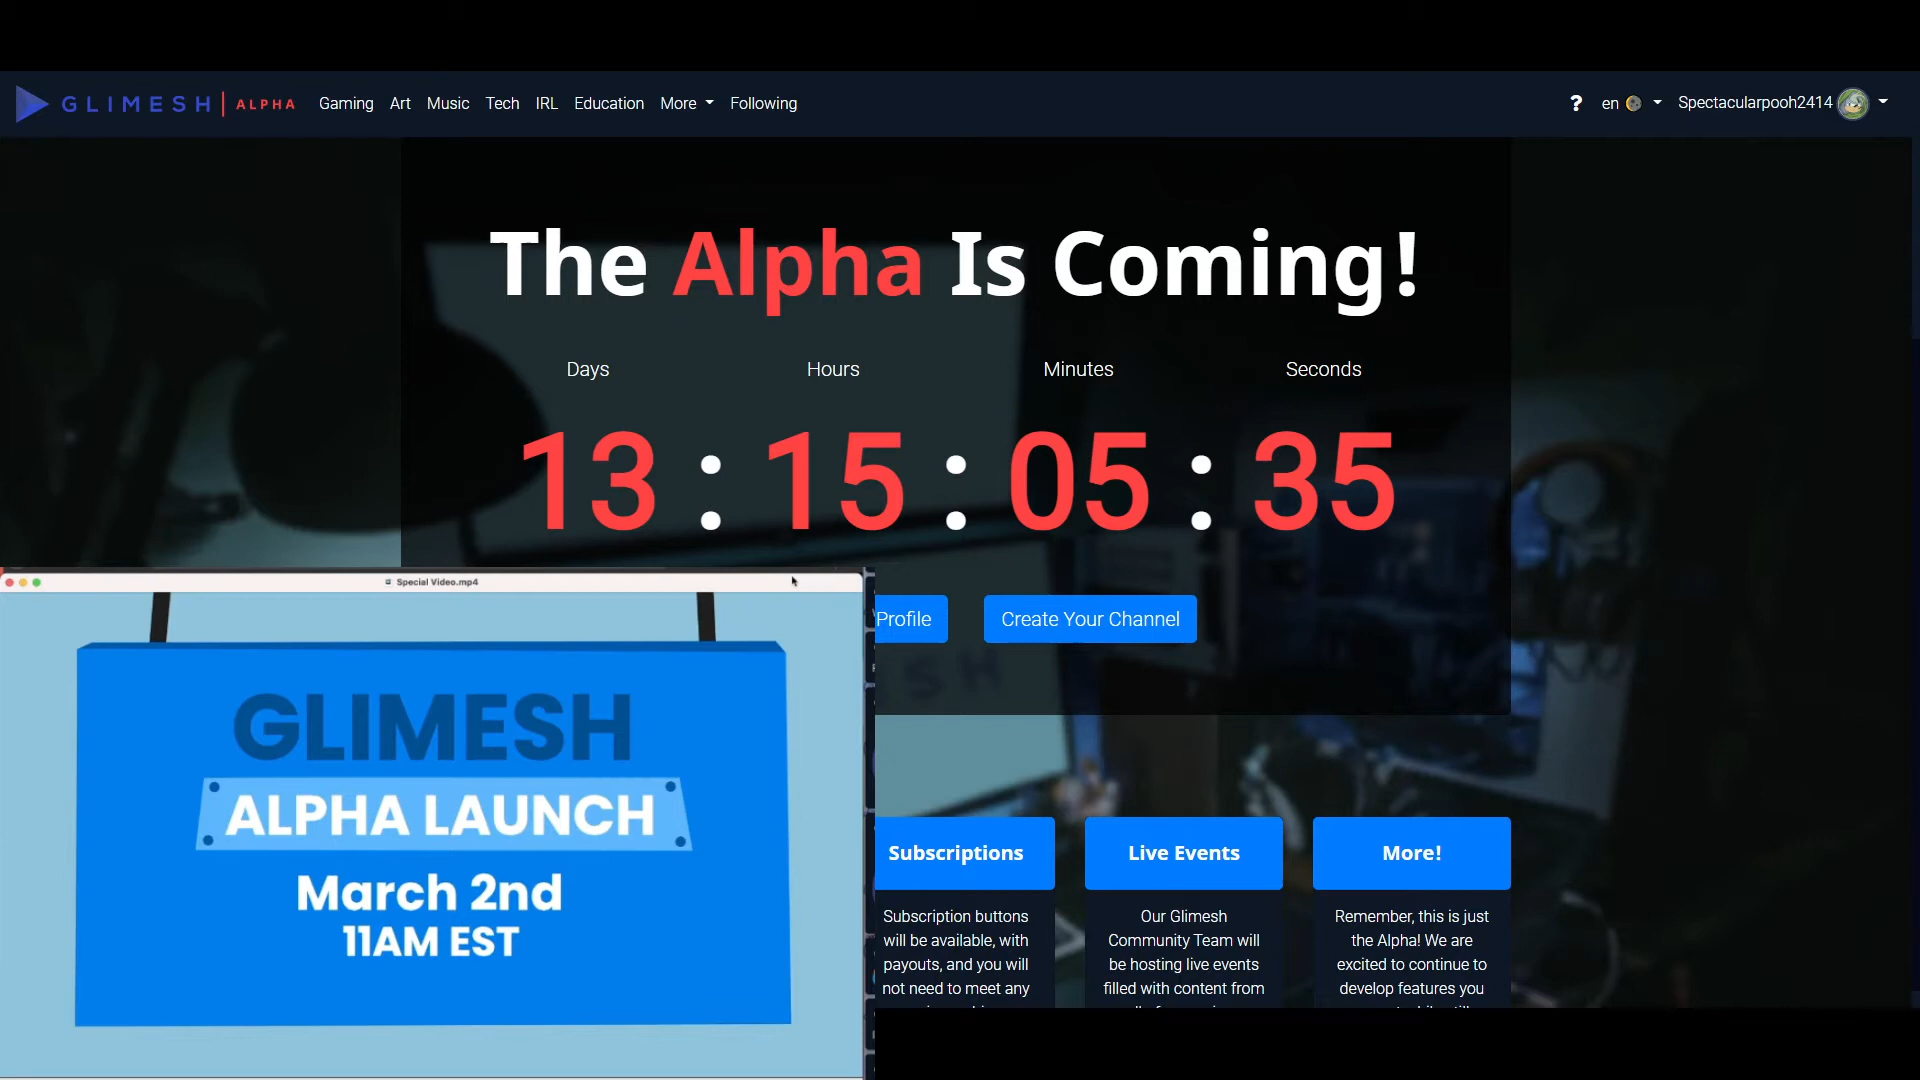 GLIMESH | ALPHA Gaming Art Music Tech IRL Education More Following ? en Spectacularpooh2414
The Alpha Is Coming!
Days Hours Minutes Seconds
13 : 15 : 05 : 35
Profile Create Your Channel
Special Video.mp4
GLIMESH
ALPHA LAUNCH
March 2nd
11AM EST
Subscriptions
Subscription buttons
will be available, with
payouts, and you will
not need to meet any
Live Events
Our Glimesh
Community Team will
be hosting live events
filled with content from
More!
Remember, this is just
the Alpha! We are
excited to continue to
develop features you